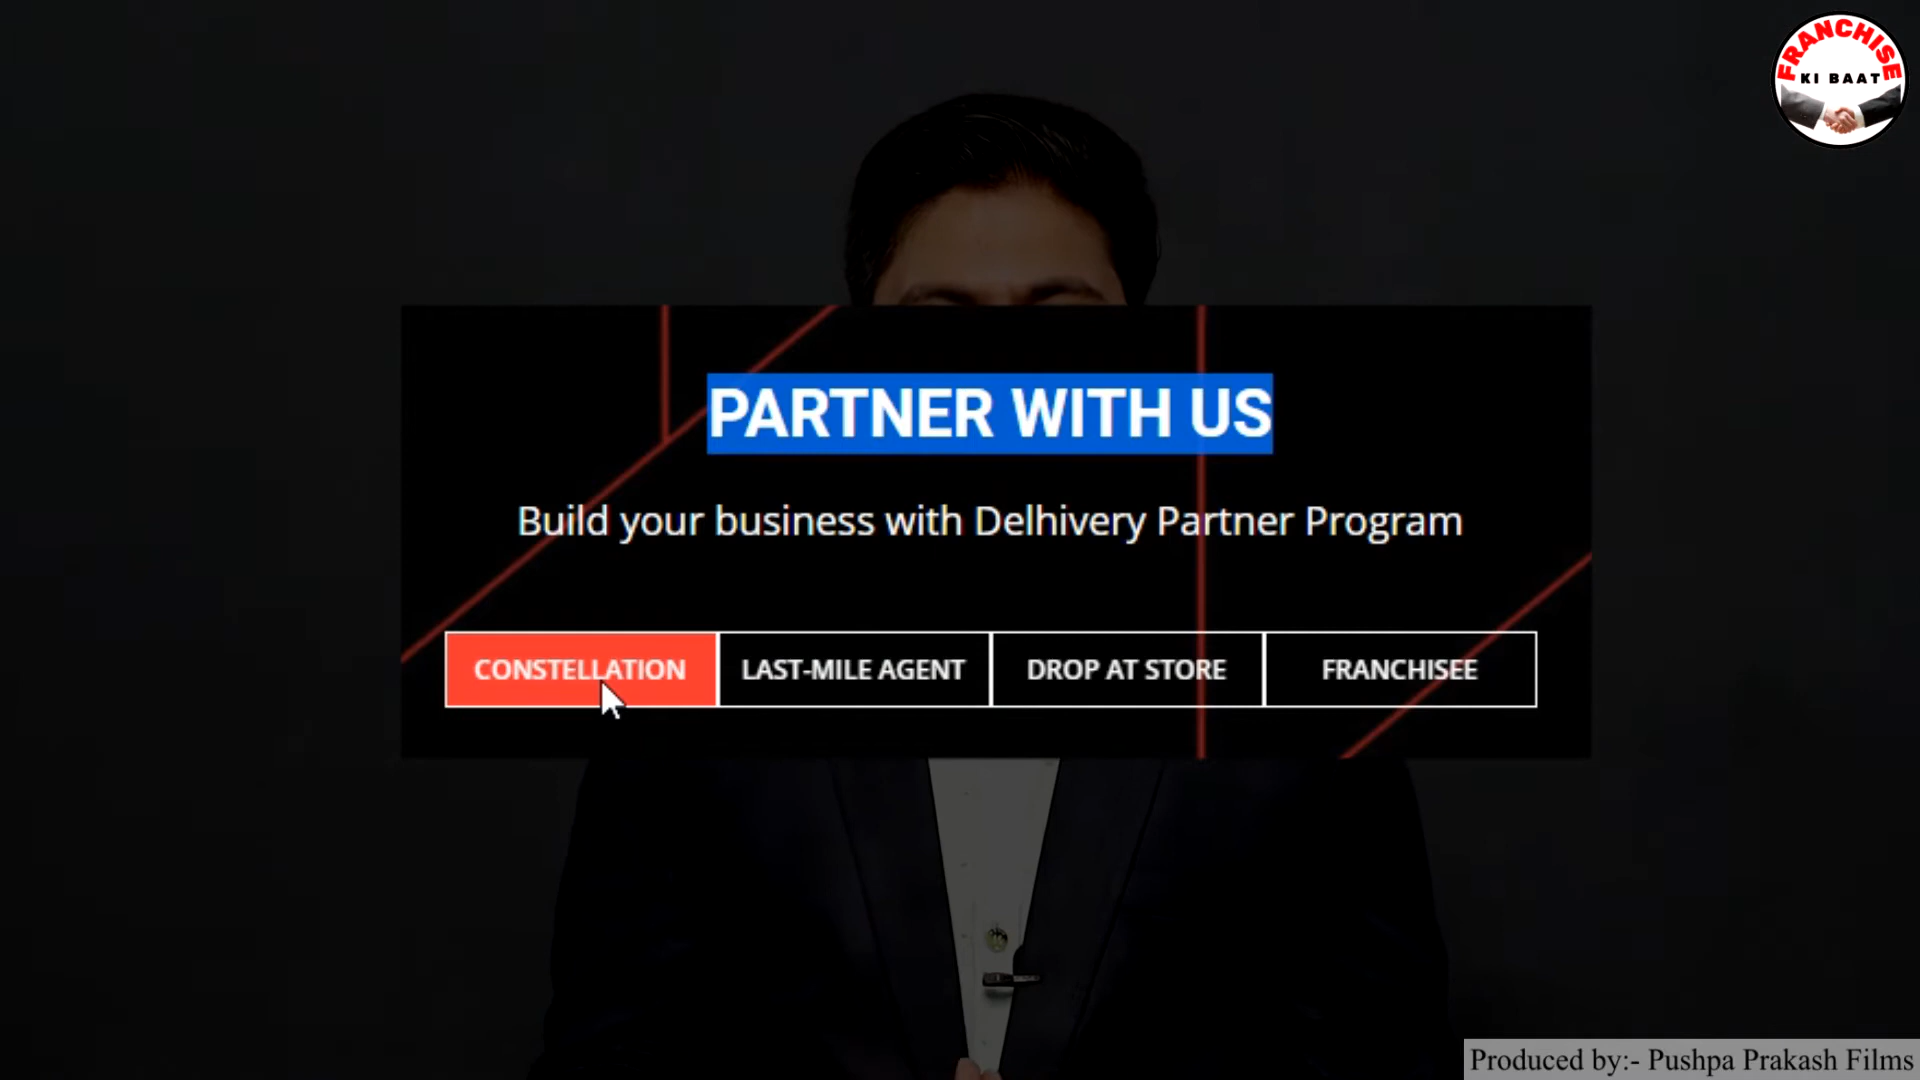 FRANCHISE
KI BAAT
PARTNER WITH US
Build your business with Delhivery Partner Program
CONSTELLATION
LAST-MILE AGENT
DROP AT STORE
FRANCHISEE
Produced by:- Pushpa Prakash Films